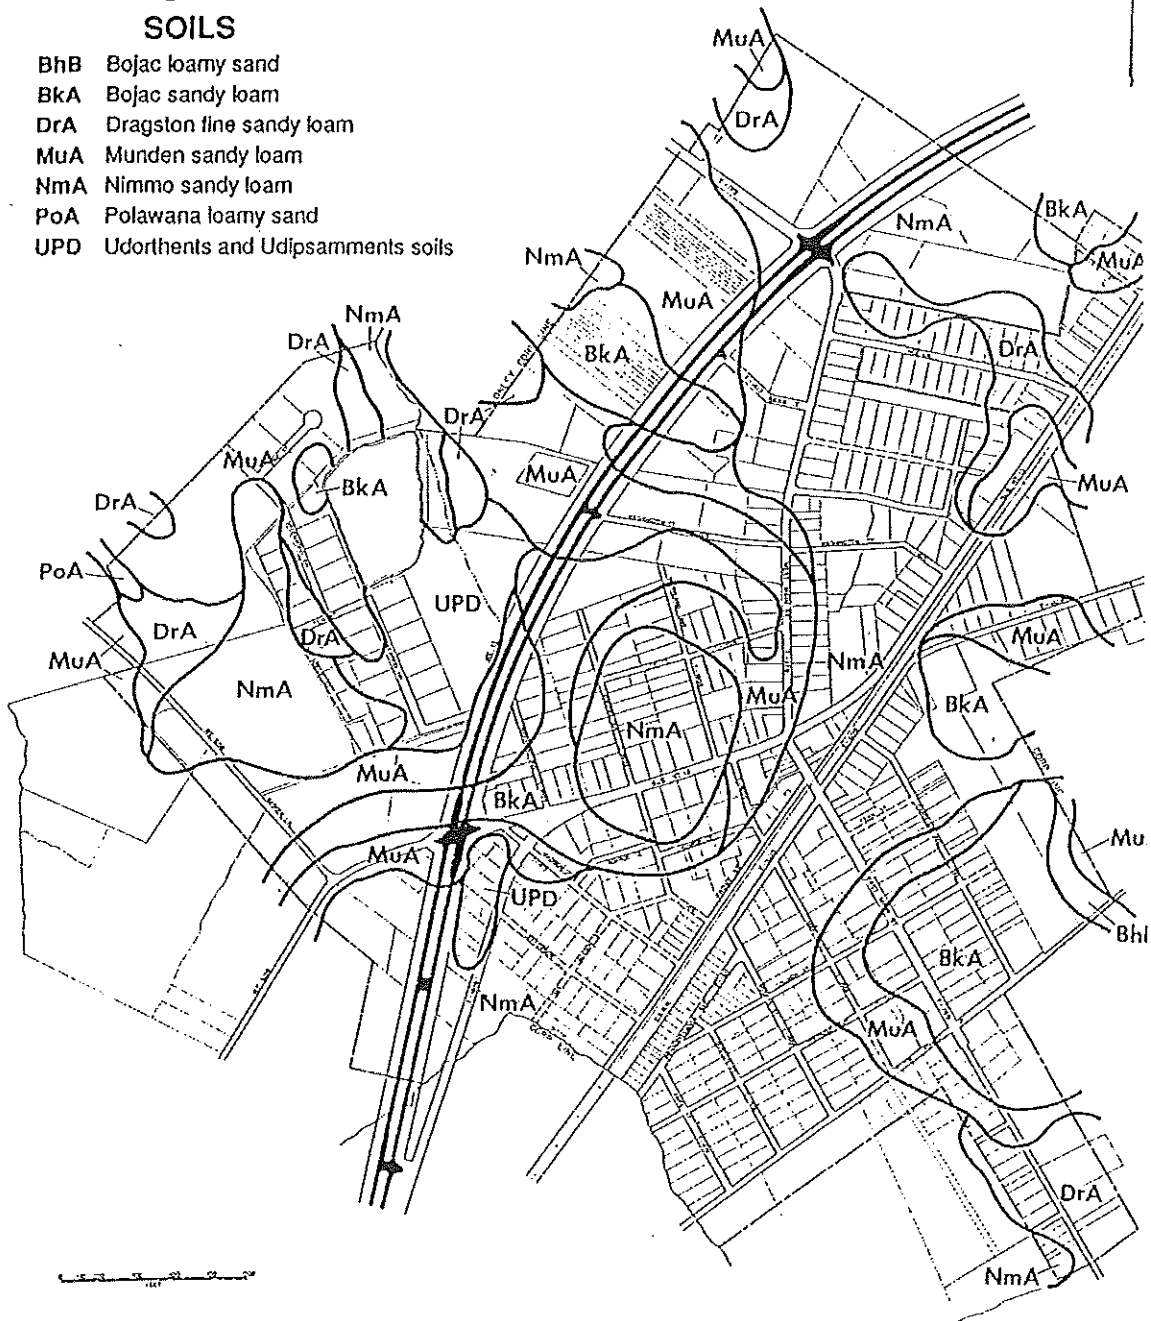 SOILS
BhB Bojac loamy sand
BkA Bojac sandy loam
DrA Dragston fine sandy loam
MuA Munden sandy loam
NmA Nimmo sandy loam
PoA Polawana loamy sand
UPD Udorthents and Udipsamments soils
MuA
DrA
NmA
BkA
MuA
NmA
MuA
BkA
NmA
DrA
DrA
DrA
MuA
MuA
BkA
MuA
DrA
PoA
UPD
DrA
DrA
MuA
MuA
NmA
NmA
MuA
BkA
NmA
MuA
BkA
Mu
MuA
UPD
Bhl
BkA
NmA
MuA
DrA
NmA